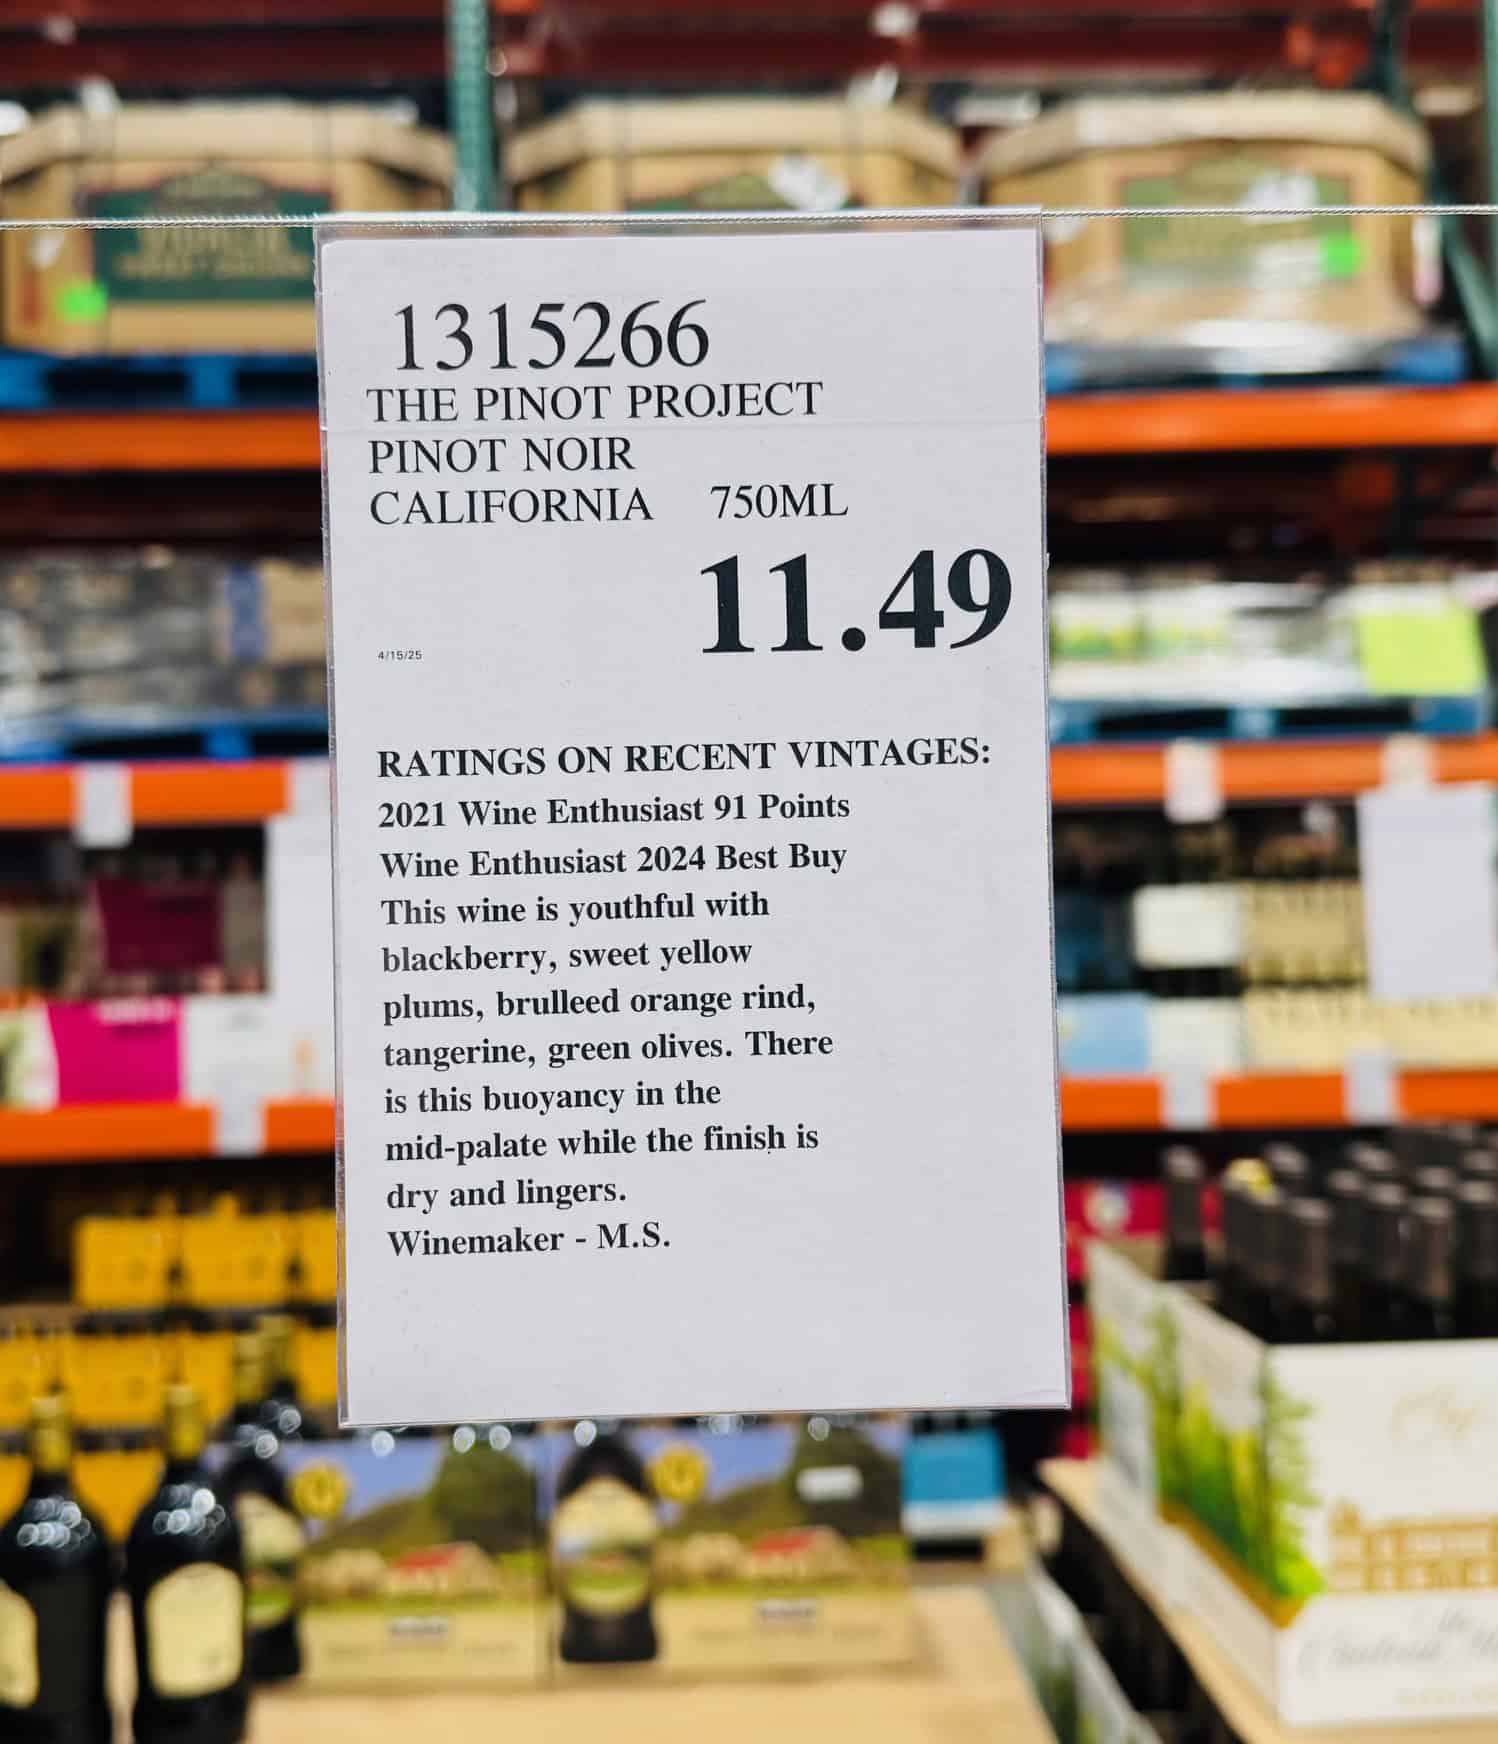 1315266
THE PINOT PROJECT
PINOT NOIR
CALIFORNIA 750ML
11.49
4/15/25
RATINGS ON RECENT VINTAGES:
2021 Wine Enthusiast 91 Points
Wine Enthusiast 2024 Best Buy
This wine is youthful with
blackberry, sweet yellow
plums, brulleed orange rind,
tangerine, green olives. There
is this buoyancy in the
mid-palate while the finish is
dry and lingers.
Winemaker - M.S.